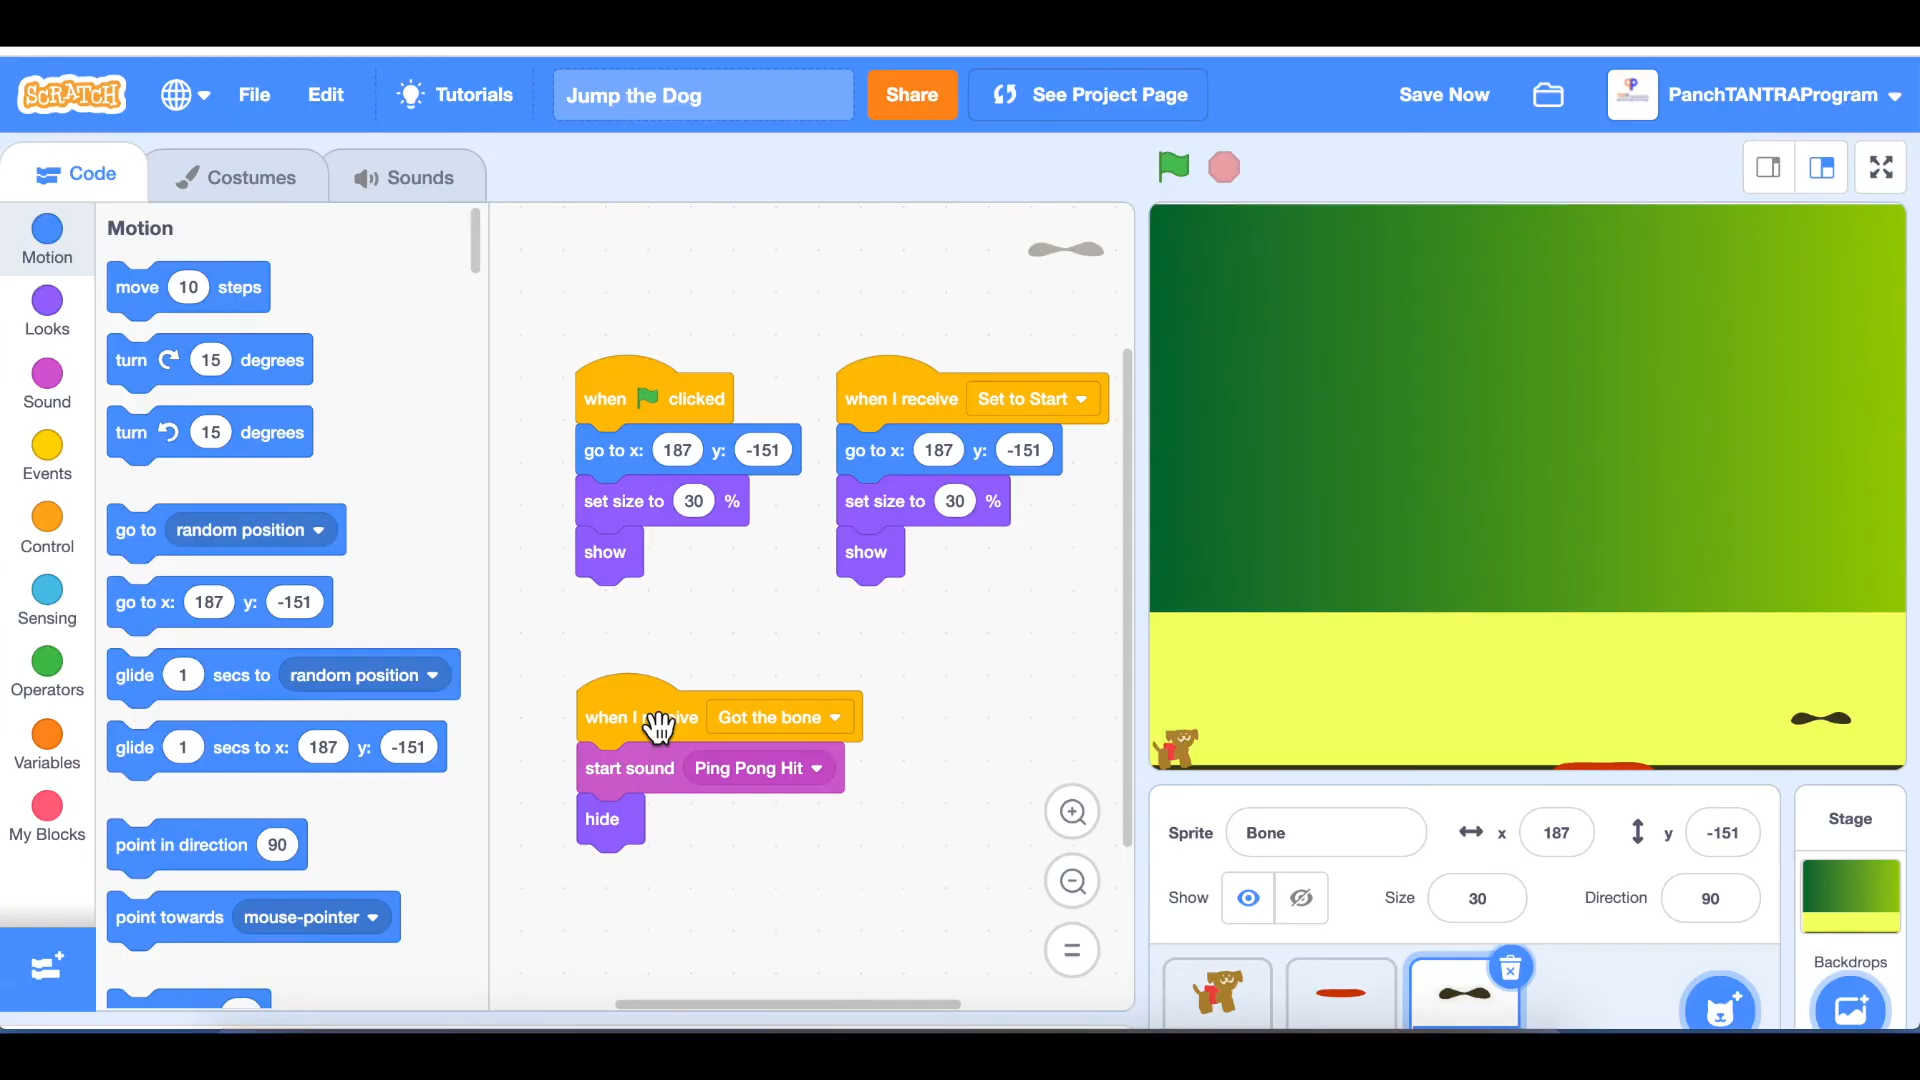 SCRATCH
File
Edit
Tutorials
Jump the Dog
Share
See Project Page
Save Now
PanchTANTRAProgram
Code
Costumes
Sounds
Motion
Looks
Sound
Events
Control
Sensing
Operators
Variables
My Blocks
Motion
move 10 steps
turn 15 degrees
turn 15 degrees
go to random position
go to x: 187 y: -151
glide 1 secs to random position
glide 1 secs to x: 187 y: -151
point in direction 90
point towards mouse-pointer
when clicked
go to x: 187 y: -151
set size to 30 %
show
when I receive Set to Start
go to x: 187 y: -151
set size to 30 %
show
when I Got the bone
start sound Ping Pong Hit
hide
Sprite Bone x 187 y -151
Show Size 30 Direction 90
Stage
Backdrops